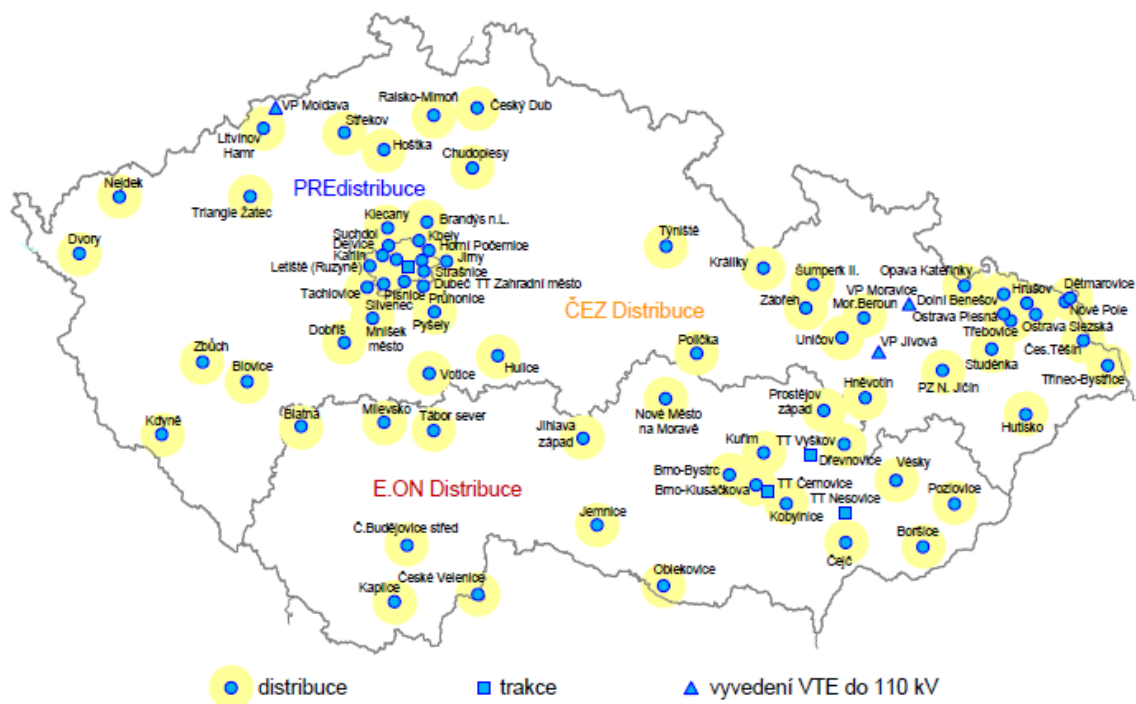 VP Moldava
Ralsko-Mimoň
Český Dub
Střekov
Litvínov
Hamr
Hoštka
Chudoplesy
Nejdek
PREdistribuce
Triangle Žatec
Klecany
Brandýs n.L.
Suchdol
Kbely
Dejvice
Horní Počernice
Týniště
Dvory
Karlín
Jirny
Letiště (Ruzyně)
Strašnice
Králíky
Šumperk II.
Opava Kateřinky
Dětmarovice
Dubeč TT Zahradní město
Tachlovice
Písnice
Průhonice
Slivenec
VP Moravice
Hrušov
Dolní Benešov
Zábřeh
Mor.Beroun
Nové Pole
Ostrava Plesná
Ostrava Slezská
Třebovice
ČEZ Distribuce
Mníšek
město
Pyšely
Dobříš
Polička
Uničov
VP Jívová
Studénka
Čes.Těšín
Zbůch
Hulice
Blovice
Votice
PZ N. Jičín
Třinec-Bystřice
Hněvotín
Prostějov
západ
Kdyně
Blatná
Milevsko
Tábor sever
Jihlava
západ
Nové Město
na Moravě
Hutisko
Kuřim
TT Vyškov
Dřevnovice
Brno-Bystrc
Vésky
E.ON Distribuce
Brno-Klusáčkova
TT Černovice
TT Nesovice
Pozlovice
Jemnice
Kobylnice
Č.Budějovice střed
Boršice
Čejč
České Velenice
Kaplice
Oblekovice
distribuce
trakce
vyvedení VTE do 110 kV